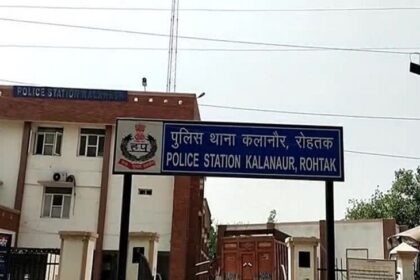 POLICE STATION KALANAUR
पुलिस थाना कलानौर, रोहतक
ह पु
POLICE STATION KALANAUR, ROHTAK